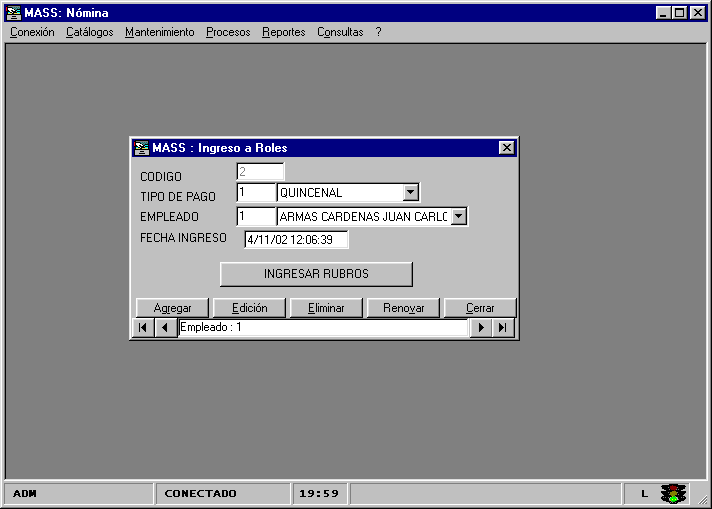 MASS: Nómina
Conexión Catálogos Mantenimiento Procesos Reportes Consultas ?
MASS : Ingreso a Roles
CODIGO 2
TIPO DE PAGO 1 QUINCENAL
EMPLEADO 1 ARMAS CARDENAS JUAN CARLO
FECHA INGRESO 4/11/02 12:06:39
INGRESAR RUBROS
Agregar Edición Eliminar Renovar Cerrar
Empleado : 1
ADM CONECTADO 19:59 L